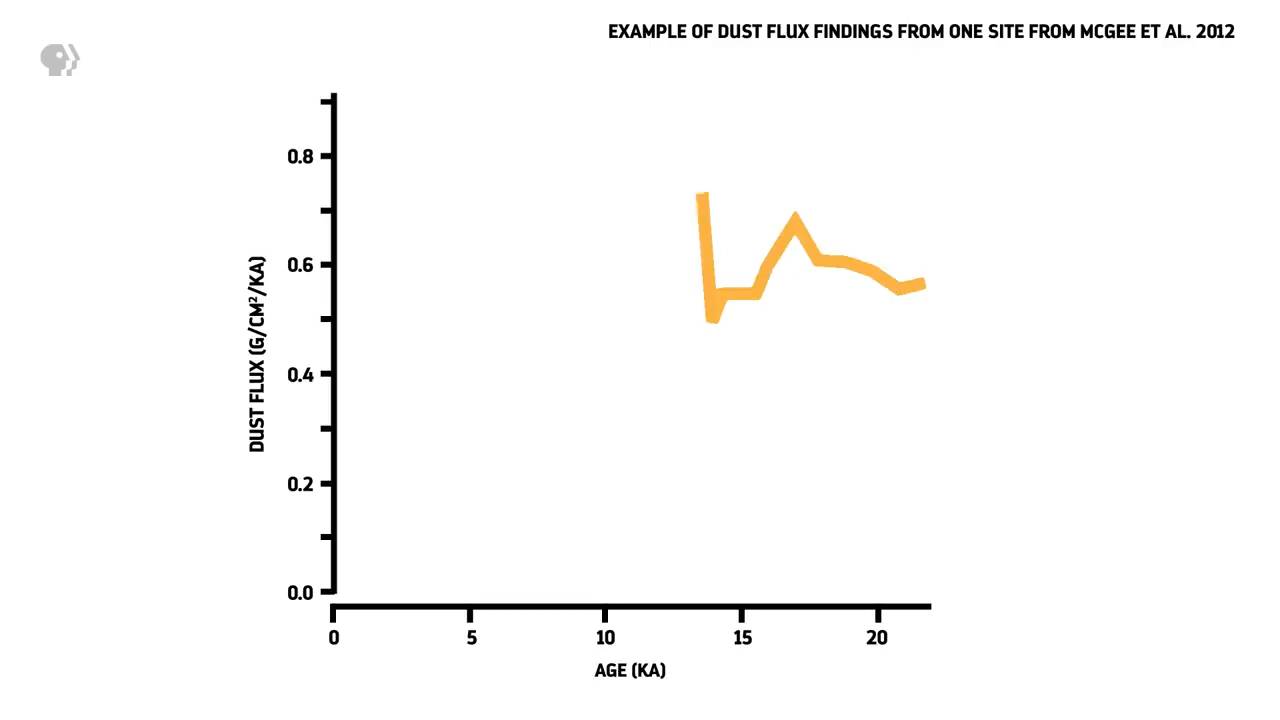 EXAMPLE OF DUST FLUX FINDINGS FROM ONE SITE FROM MCGEE ET AL. 2012
0.8
0.6
0.4
0.2
0.0
DUST FLUX (G/CM²/KA)
0 5 10 15 20
AGE (KA)